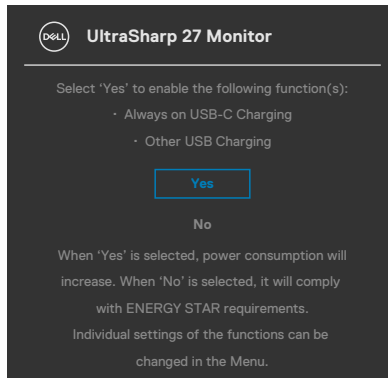 DELL UltraSharp 27 Monitor
Select ‘Yes’ to enable the following function(s):
· Always on USB-C Charging
· Other USB Charging
Yes
No
When ‘Yes’ is selected, power consumption will
increase. When ‘No’ is selected, it will comply
with ENERGY STAR requirements.
Individual settings of the functions can be
changed in the Menu.